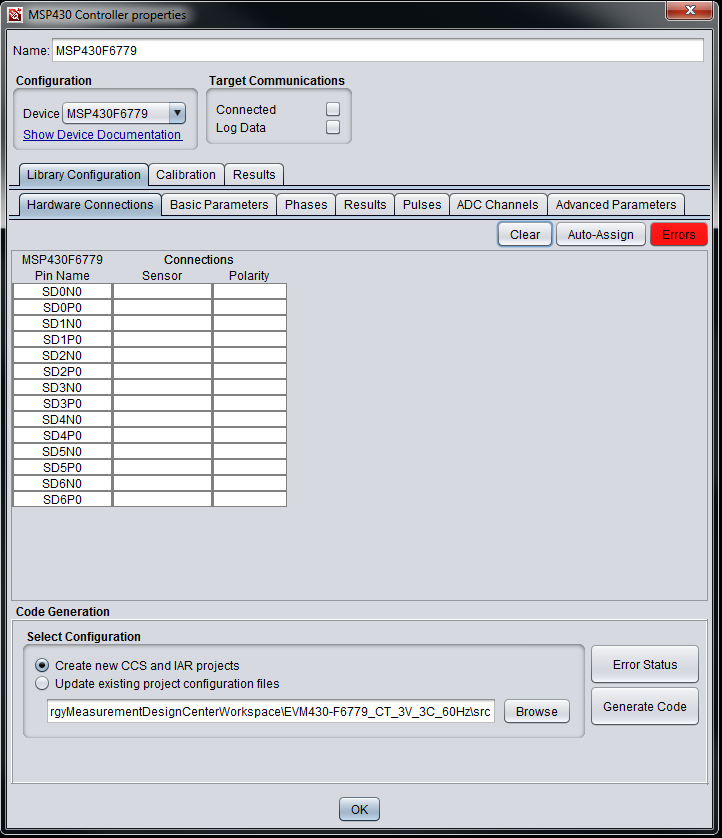 MSP430 Controller properties
Name: MSP430F6779
Configuration
Device MSP430F6779
Show Device Documentation
Target Communications
Connected
Log Data
Library Configuration Calibration Results
Hardware Connections Basic Parameters Phases Results Pulses ADC Channels Advanced Parameters
Clear Auto-Assign Errors
MSP430F6779 Connections
Pin Name Sensor Polarity
SD0N0
SD0P0
SD1N0
SD1P0
SD2N0
SD2P0
SD3N0
SD3P0
SD4N0
SD4P0
SD5N0
SD5P0
SD6N0
SD6P0
Code Generation
Select Configuration
Create new CCS and IAR projects
Update existing project configuration files
rgyMeasurementDesignCenterWorkspace\EVM430-F6779_CT_3V_3C_60Hz\src Browse
Error Status
Generate Code
OK